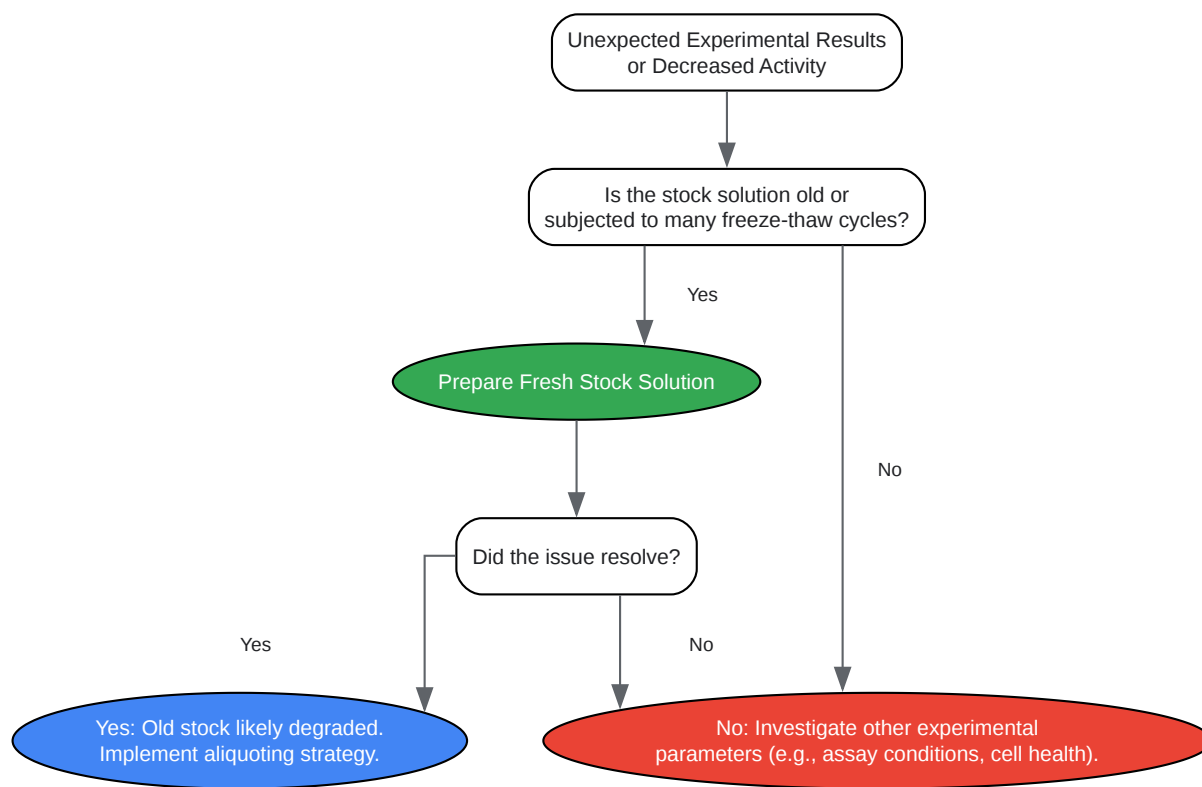 Unexpected Experimental Results
or Decreased Activity
Is the stock solution old or
subjected to many freeze-thaw cycles?
Yes
Prepare Fresh Stock Solution
No
Did the issue resolve?
Yes
No
Yes: Old stock likely degraded.
Implement aliquoting strategy.
No: Investigate other experimental
parameters (e.g., assay conditions, cell health).